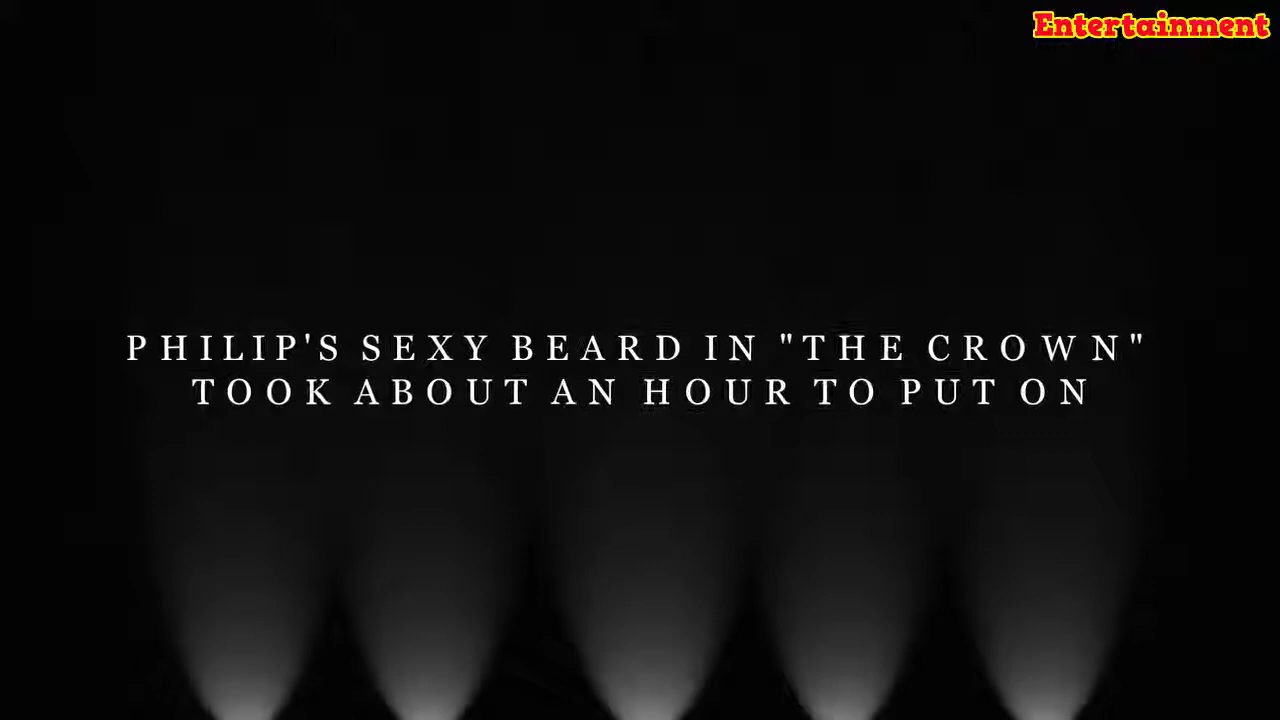 Entertainment
PHILIP'S SEXY BEARD IN "THE CROWN"
TOOK ABOUT AN HOUR TO PUT ON